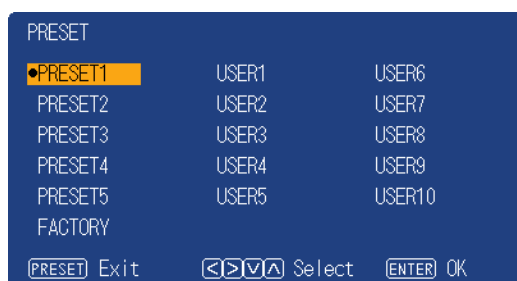 PRESET
●PRESET1 USER1 USER6
PRESET2 USER2 USER7
PRESET3 USER3 USER8
PRESET4 USER4 USER9
PRESET5 USER5 USER10
FACTORY
PRESET Exit <>∨∧ Select ENTER OK